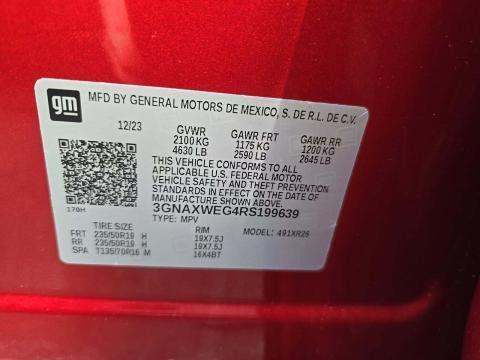 gm MFD BY GENERAL MOTORS DE MEXICO, S. DE R.L. DE C.V.
12/23 GVWR GAWR FRT GAWR RR
2100 KG 1175 KG 1200 KG
4630 LB 2590 LB 2645 LB
THIS VEHICLE CONFORMS TO ALL
APPLICABLE U.S. FEDERAL MOTOR
VEHICLE SAFETY AND THEFT PREVENTION
STANDARDS IN EFFECT ON THE DATE OF
MANUFACTURE SHOWN ABOVE.
170H 3GNAXWEG4RS199639
TYPE: MPV MODEL: 491XR26
TIRE SIZE RIM
FRT 235/50R19 H 19X7.5J
RR 235/50R19 H 19X7.5J
SPA T135/70R16 M 16X4BT